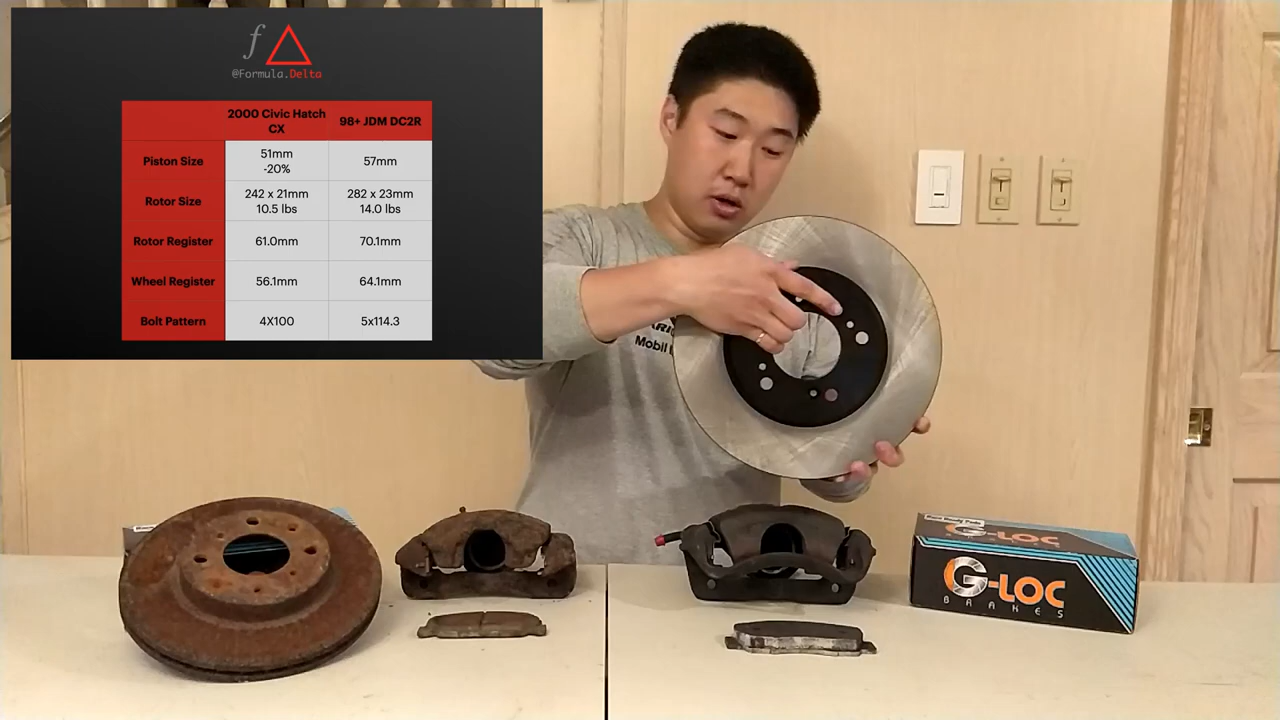 f
@Formula.Delta
2000 Civic Hatch CX
98+ JDM DC2R
Piston Size
51mm
-20%
57mm
Rotor Size
242 x 21mm
10.5 lbs
282 x 23mm
14.0 lbs
Rotor Register
61.0mm
70.1mm
Wheel Register
56.1mm
64.1mm
Bolt Pattern
4X100
5x114.3
Mobil
G-LOC
G-LOC
BRAKES